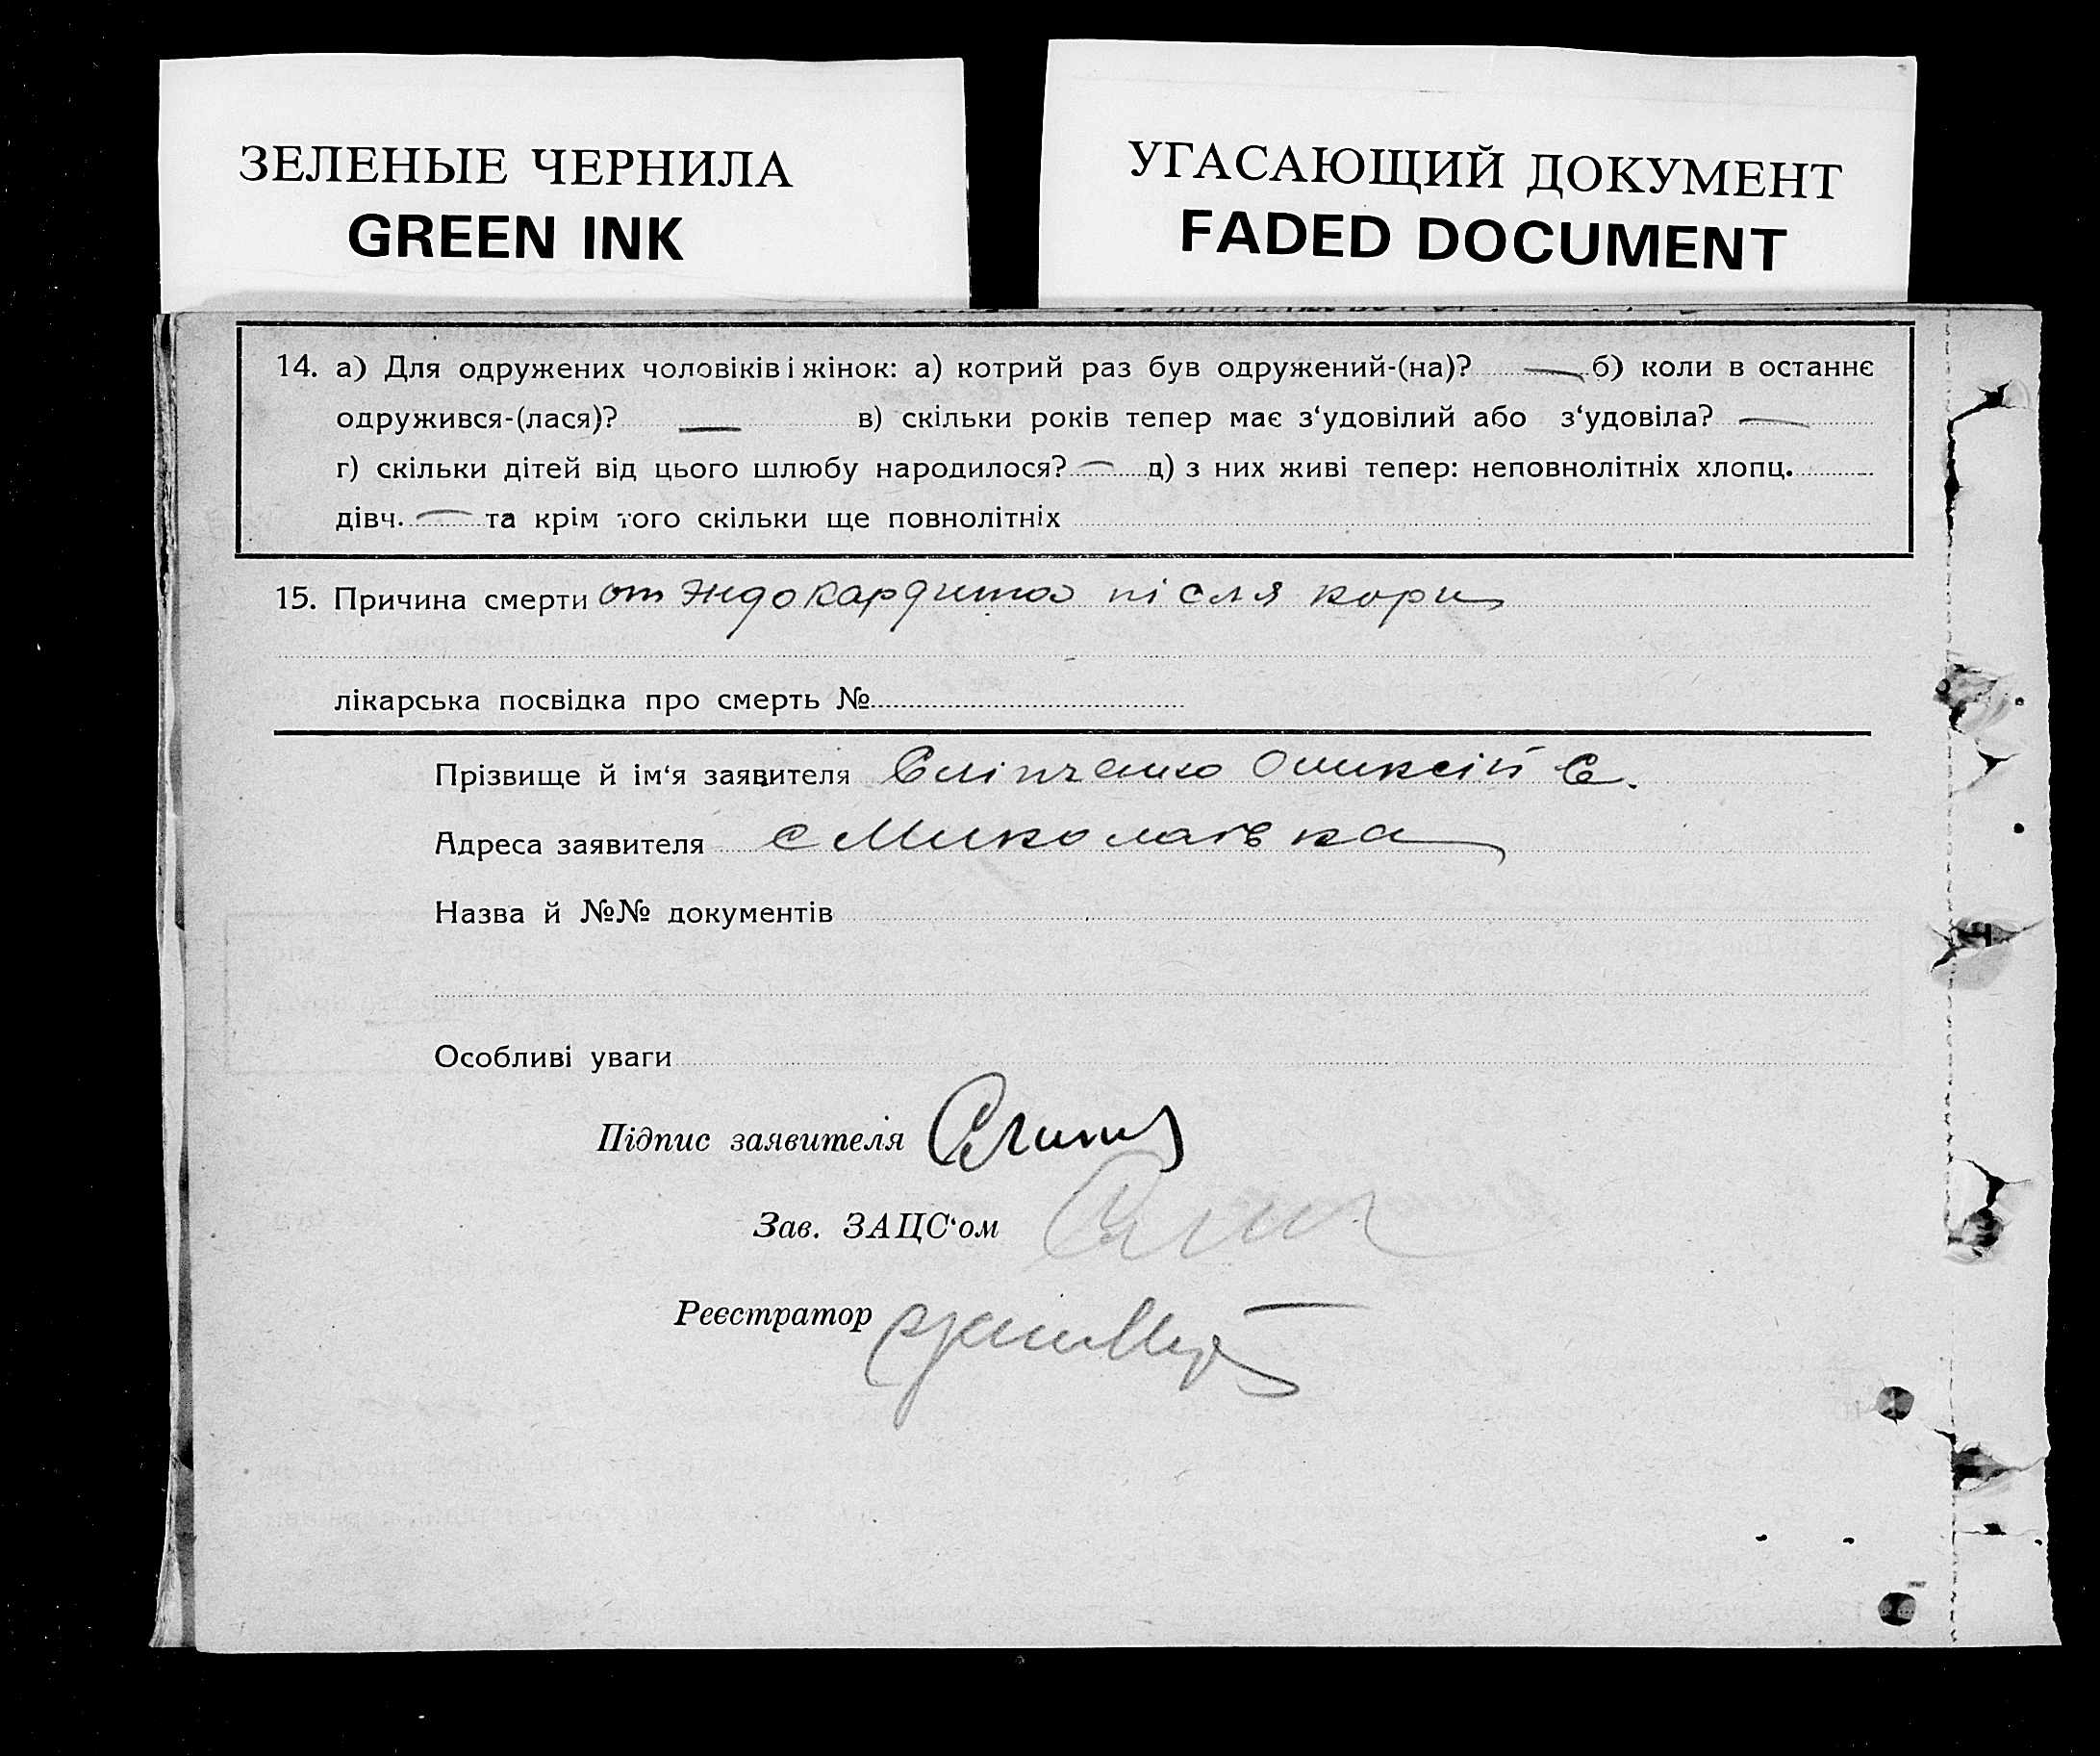 ЗЕЛЕНЫЕ ЧЕРНИЛА
GREEN INK
УГАСАЮЩИЙ ДОКУМЕНТ
FADED DOCUMENT
14. а) Для одружених чоловіків і жінок: а) котрий раз був одружений-(на)? — б) коли в останнє
одружився-(лася)? — в) скільки років тепер має з‘удовілий або з‘удовіла? —
г) скільки дітей від цього шлюбу народилося? — д) з них живі тепер: неповнолітніх хлопц.
дівч. — та крім того скільки ще повнолітніх
15. Причина смерти от эндокардита після кори
лікарська посвідка про смерть №
Прізвище й ім‘я заявителя Сліпченко Олексій Є.
Адреса заявителя с Миколаївка
Назва й №№ документів
Особливі уваги
Підпис заявителя
Зав. ЗАЦС‘ом
Реєстратор